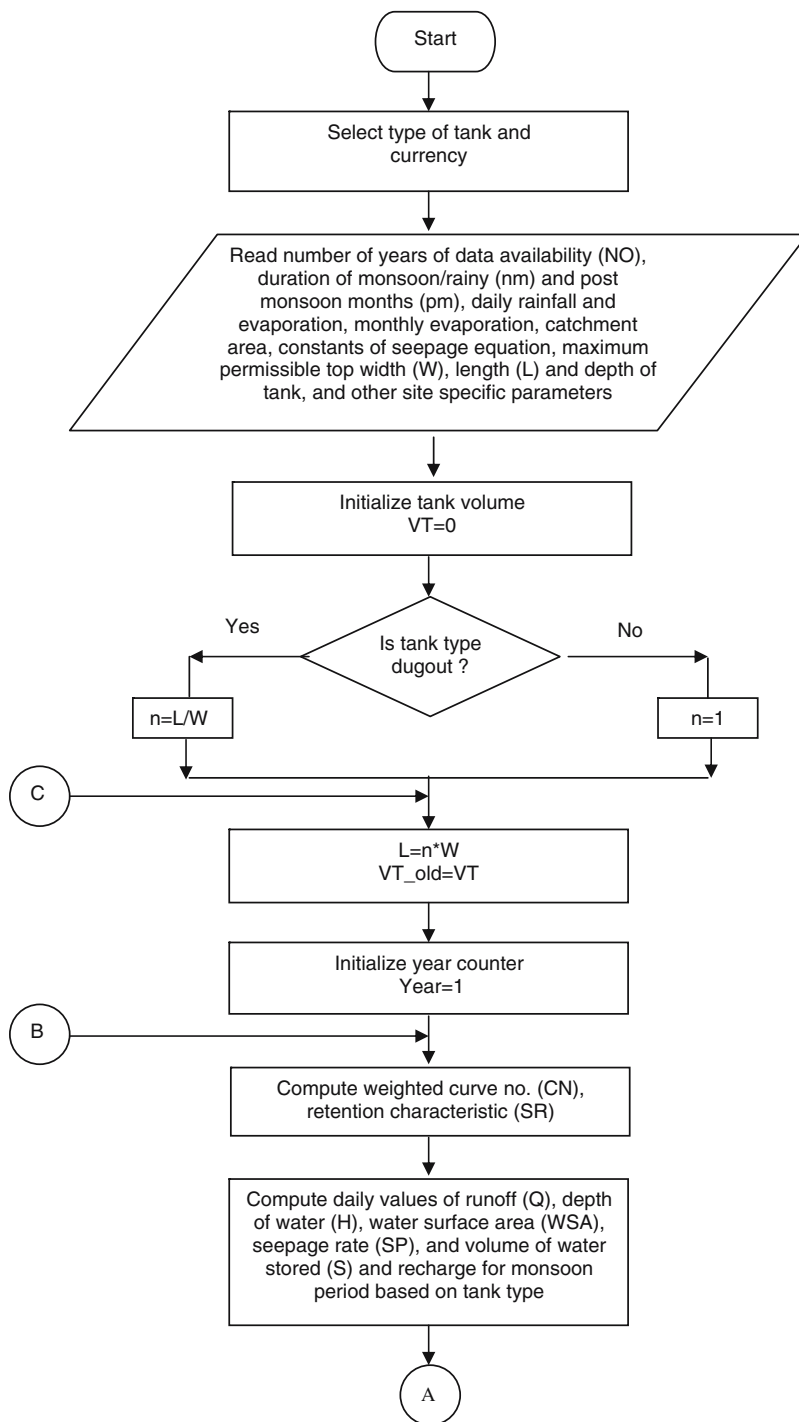 Start
Select type of tank and
currency
Read number of years of data availability (NO),
duration of monsoon/rainy (nm) and post
monsoon months (pm), daily rainfall and
evaporation, monthly evaporation, catchment
area, constants of seepage equation, maximum
permissible top width (W), length (L) and depth of
tank, and other site specific parameters
Initialize tank volume
VT=0
Is tank type
dugout ?
Yes
No
n=L/W
n=1
C
L=n*W
VT_old=VT
Initialize year counter
Year=1
B
Compute weighted curve no. (CN),
retention characteristic (SR)
Compute daily values of runoff (Q), depth
of water (H), water surface area (WSA),
seepage rate (SP), and volume of water
stored (S) and recharge for monsoon
period based on tank type
A